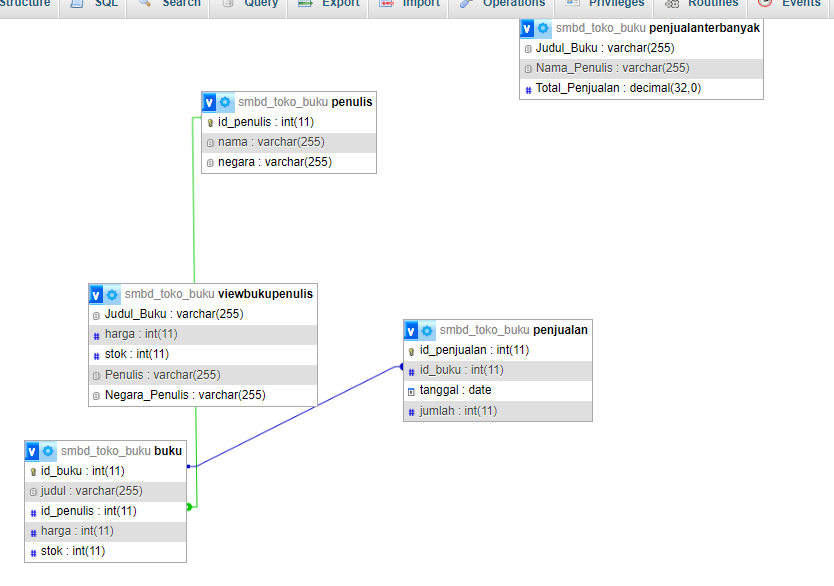 Structure SQL Search Query Export Import Operations Privileges Routines Events
smbd_toko_buku penjualanterbanyak
Judul_Buku : varchar(255)
Nama_Penulis : varchar(255)
# Total_Penjualan : decimal(32,0)
smbd_toko_buku penulis
id_penulis : int(11)
nama : varchar(255)
negara : varchar(255)
v smbd_toko_buku viewbukupenulis
Judul_Buku : varchar(255)
# harga : int(11)
# stok : int(11)
Penulis : varchar(255)
Negara_Penulis : varchar(255)
v smbd_toko_buku penjualan
id_penjualan : int(11)
# id_buku : int(11)
tanggal : date
# jumlah : int(11)
v smbd_toko_buku buku
id_buku : int(11)
judul : varchar(255)
# id_penulis : int(11)
# harga : int(11)
# stok : int(11)